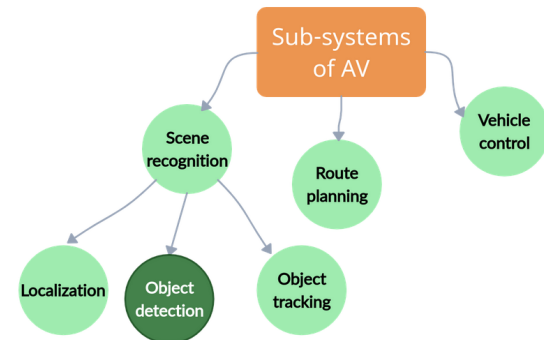 Sub-systems
of AV
Scene
recognition
Route
planning
Vehicle
control
Localization
Object
detection
Object
tracking